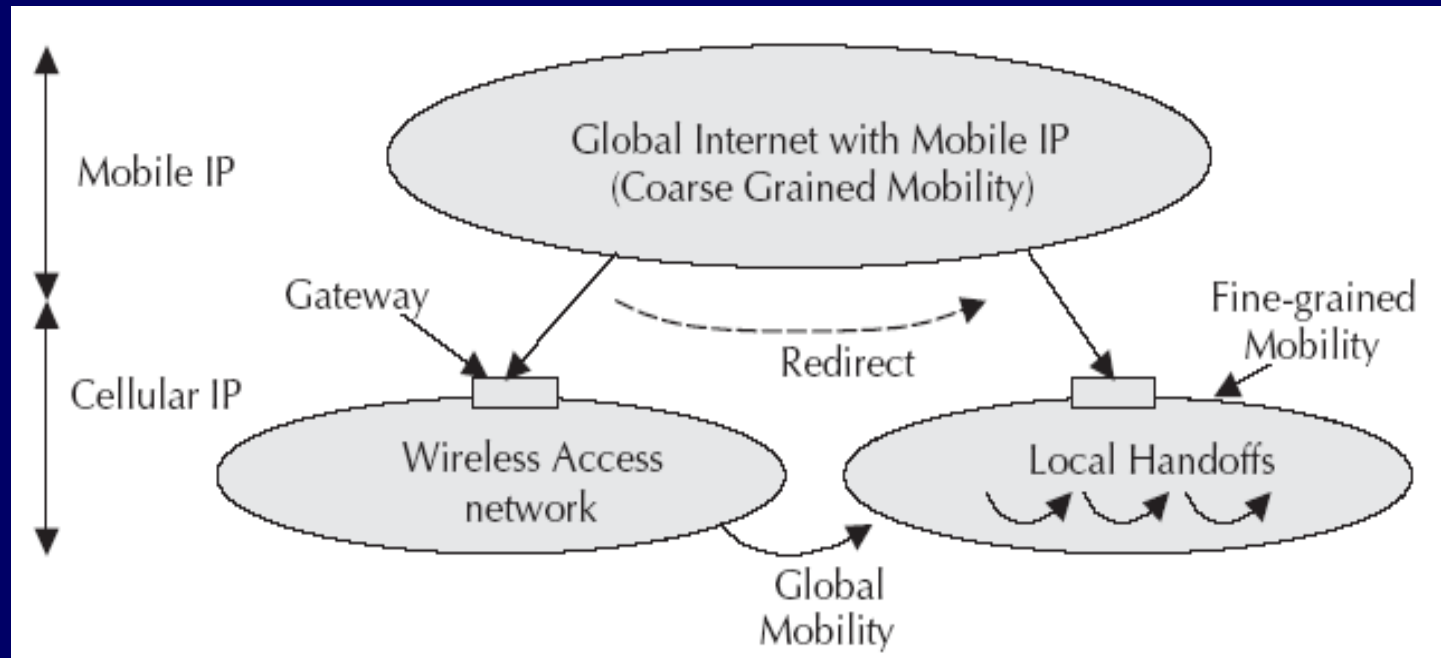 Global Internet with Mobile IP
(Coarse Grained Mobility)
Mobile IP
Gateway
Redirect
Fine-grained
Mobility
Cellular IP
Wireless Access
network
Local Handoffs
Global
Mobility